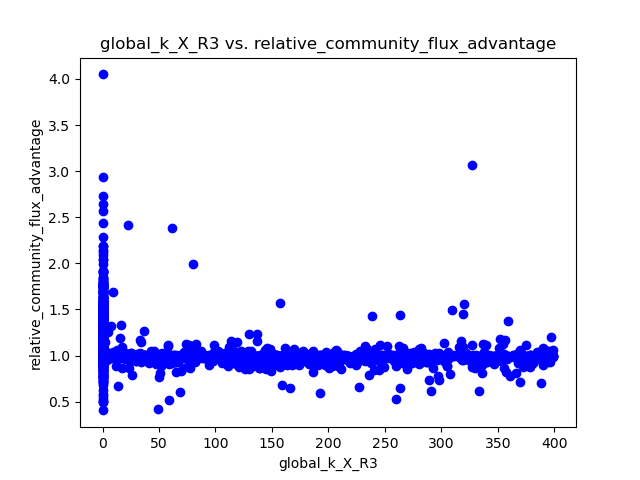 global_k_X_R3 vs. relative_community_flux_advantage
4.0
3.5
3.0
2.5
2.0
1.5
1.0
0.5
relative_community_flux_advantage
0 50 100 150 200 250 300 350 400
global_k_X_R3